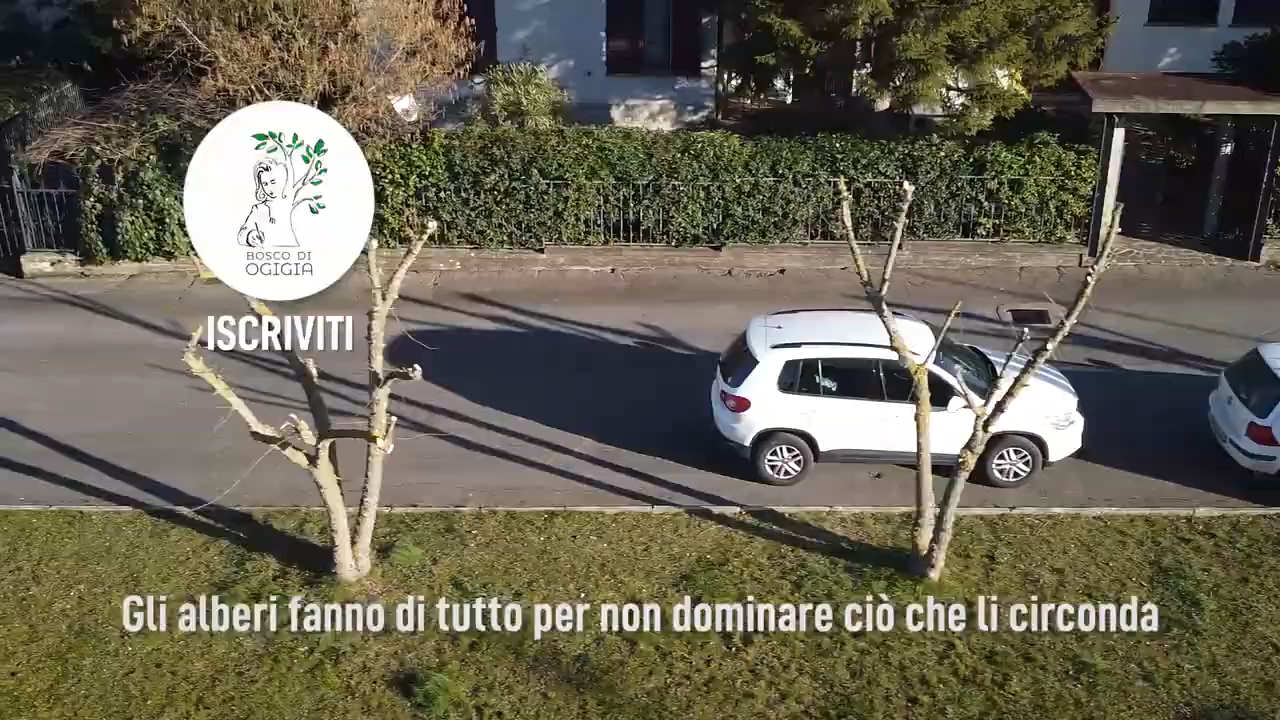 BOSCO DI
OGIGIA
ISCRIVITI
Gli alberi fanno di tutto per non dominare ciò che li circonda